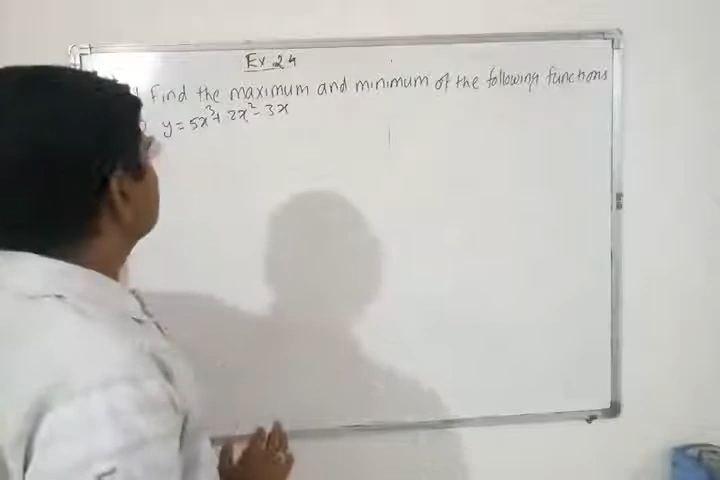 Ex 2.4
find the maximum and minimum of the following functions
y = 5x³ + 2x² - 3x